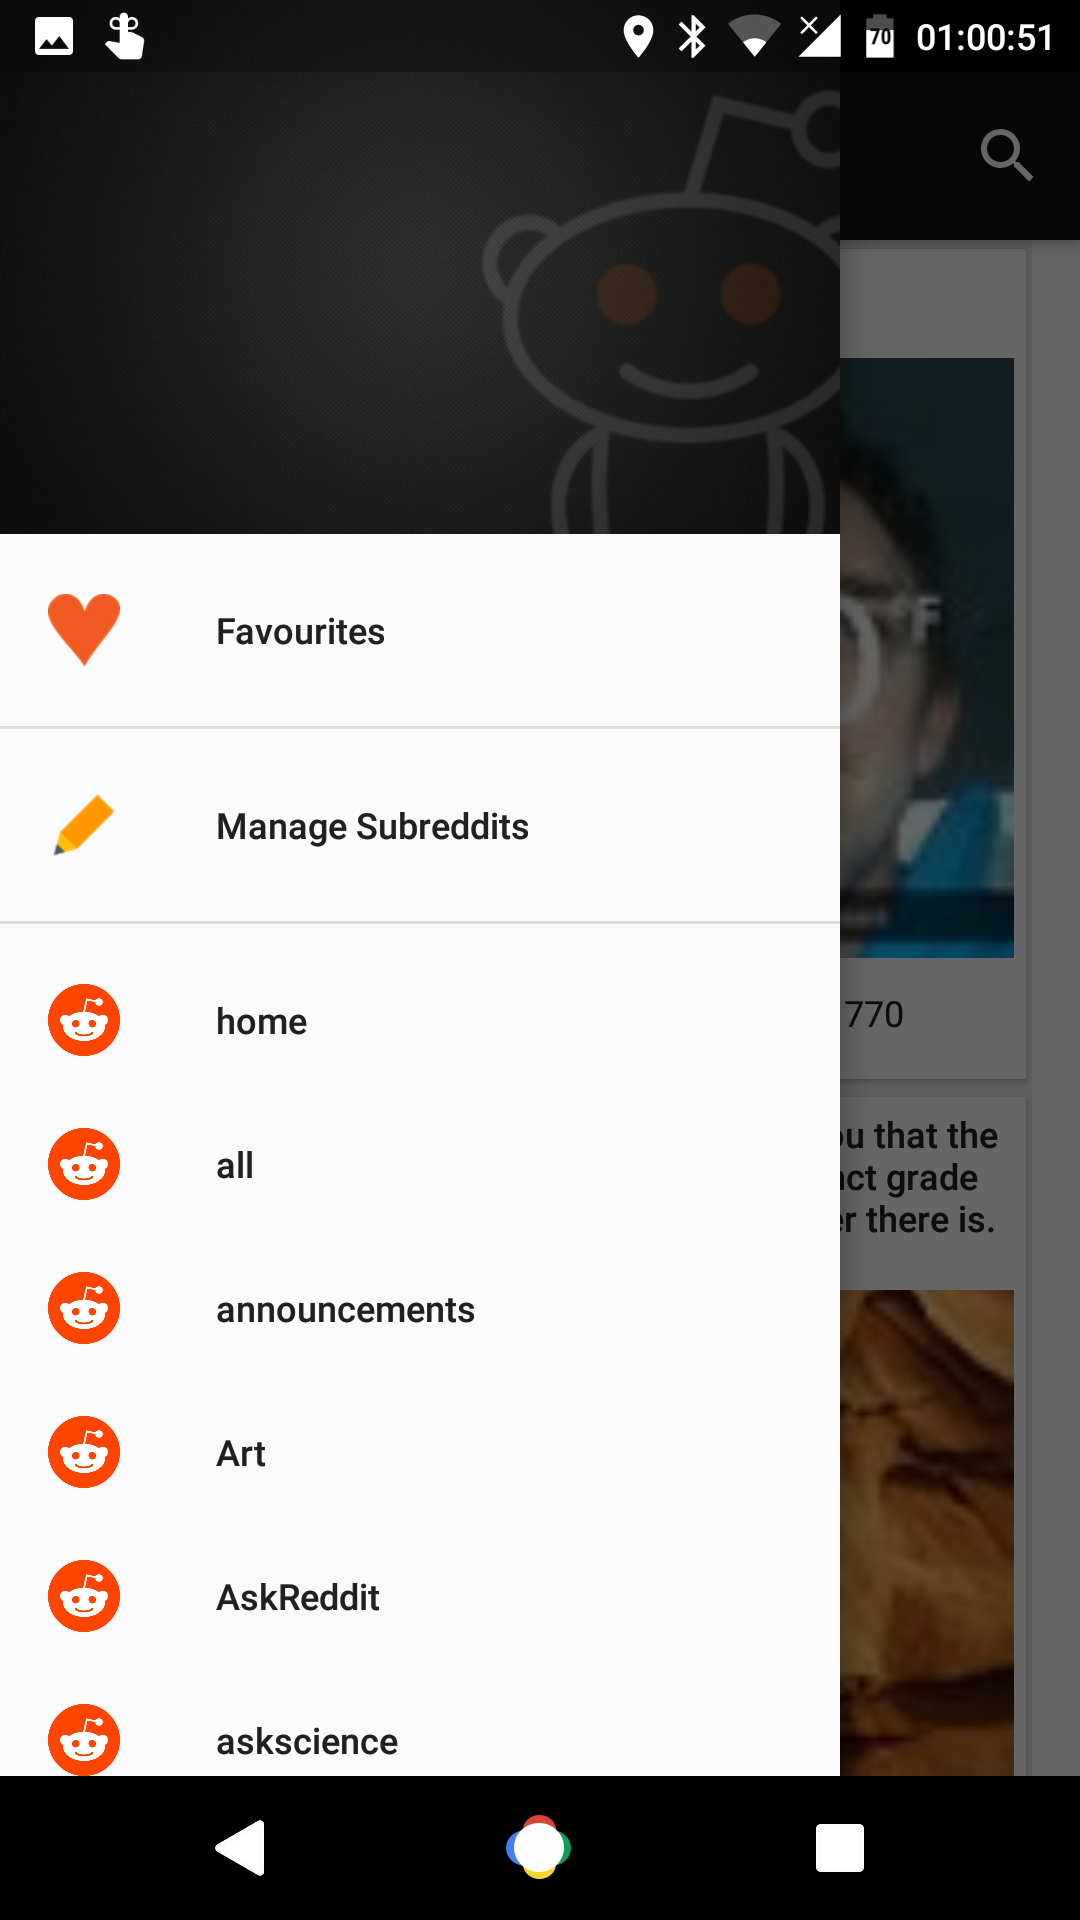 70 01:00:51
Favourites
Manage Subreddits
home
770
all
ou that the
ct grade
announcements
r there is.
Art
AskReddit
askscience